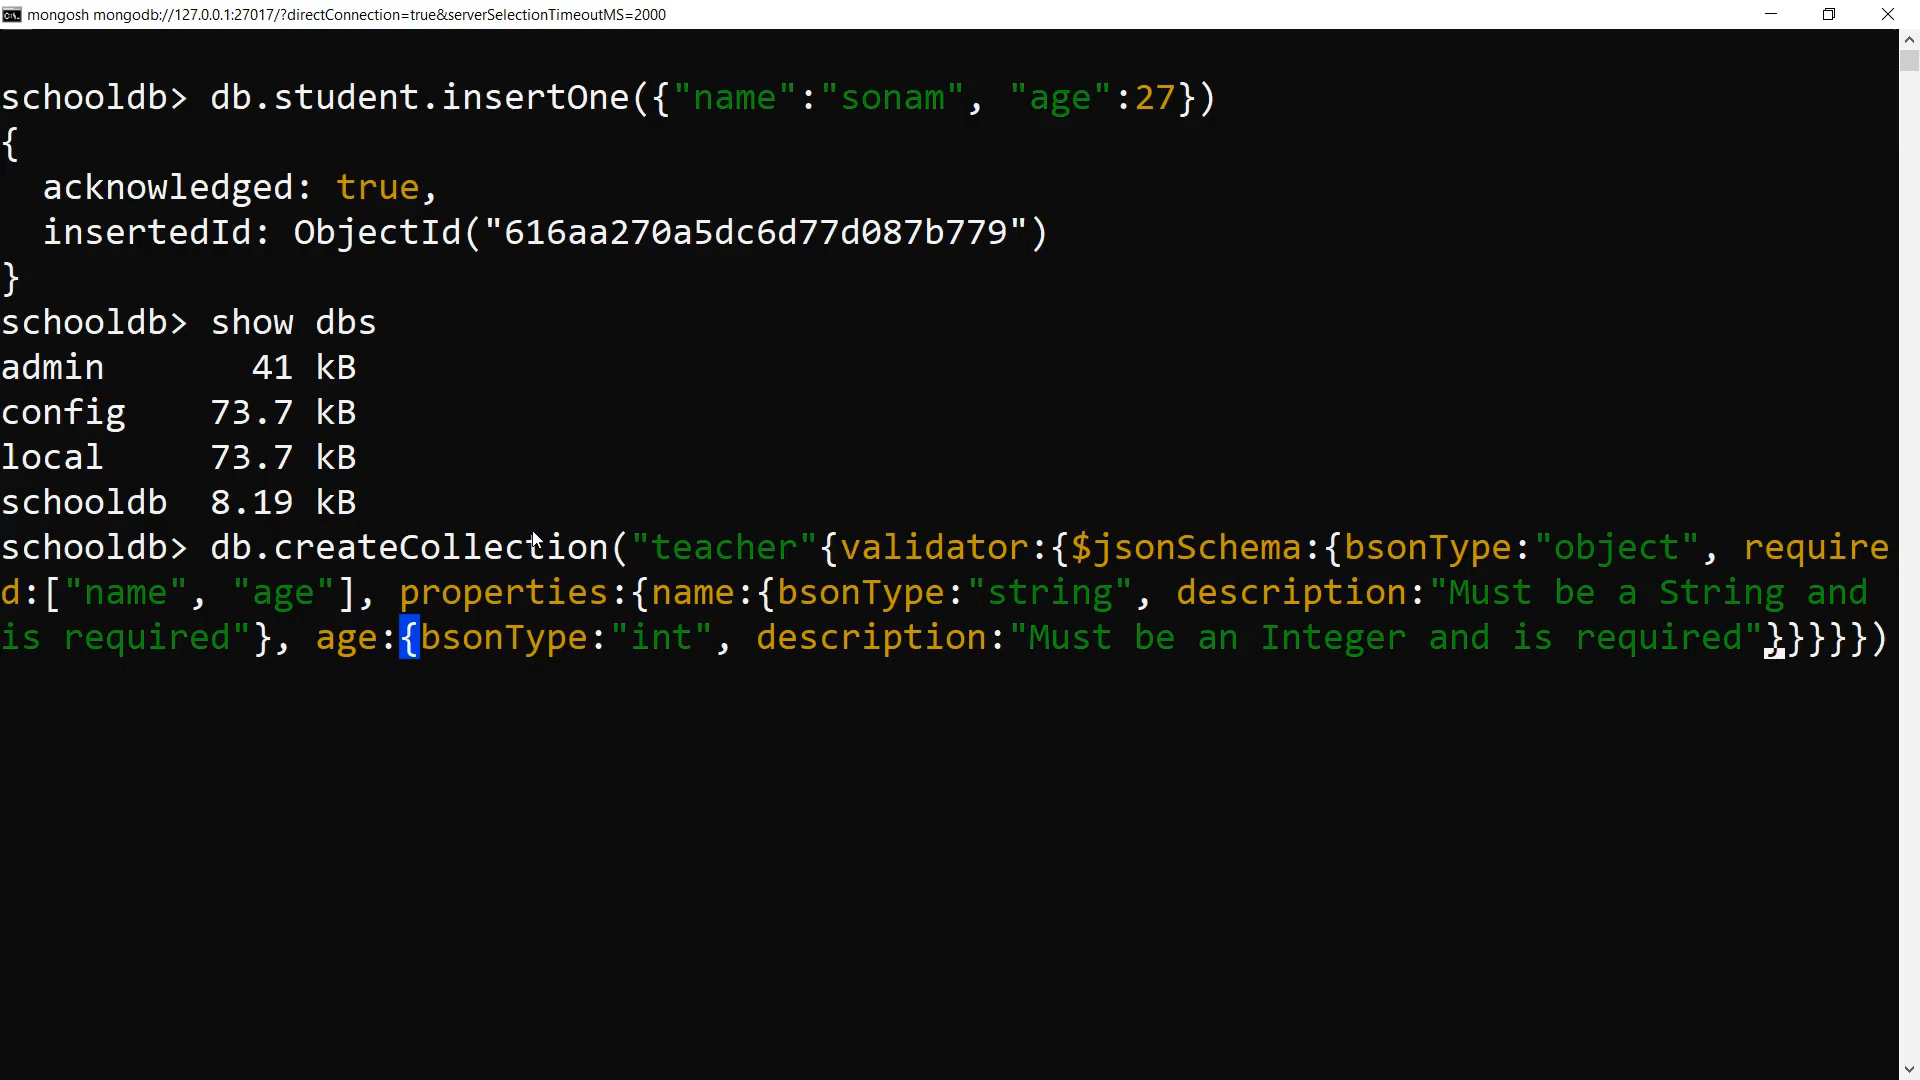 mongosh mongodb://127.0.0.1:27017/?directConnection=true&serverSelectionTimeoutMS=2000
schooldb> db.student.insertOne({"name":"sonam", "age":27})
{
  acknowledged: true,
  insertedId: ObjectId("616aa270a5dc6d77d087b779")
}
schooldb> show dbs
admin       41 kB
config    73.7 kB
local     73.7 kB
schooldb  8.19 kB
schooldb> db.createCollection("teacher"{validator:{$jsonSchema:{bsonType:"object", require
d:["name", "age"], properties:{name:{bsonType:"string", description:"Must be a String and
is required"}, age:{bsonType:"int", description:"Must be an Integer and is required"}}}}}})